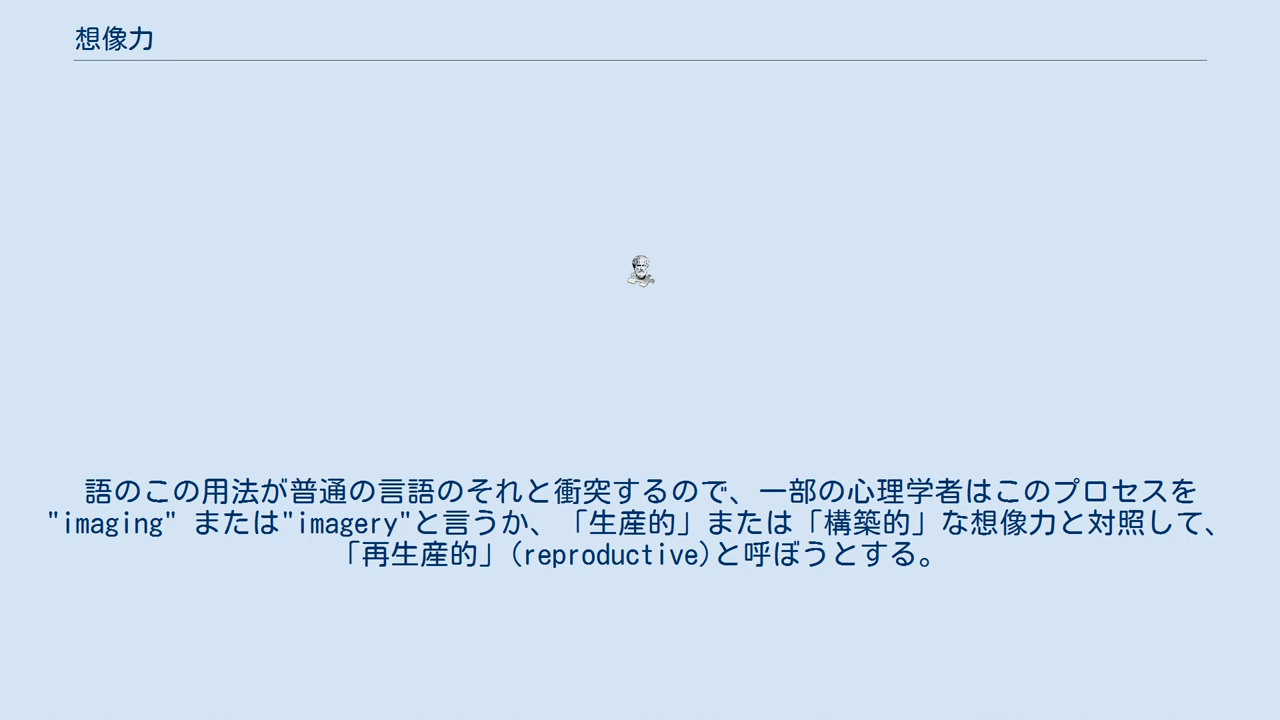 想像力
語のこの用法が普通の言語のそれと衝突するので、一部の心理学者はこのプロセスを
"imaging" または"imagery"と言うか、「生産的」または「構築的」な想像力と対照して、
「再生産的」(reproductive)と呼ぼうとする。